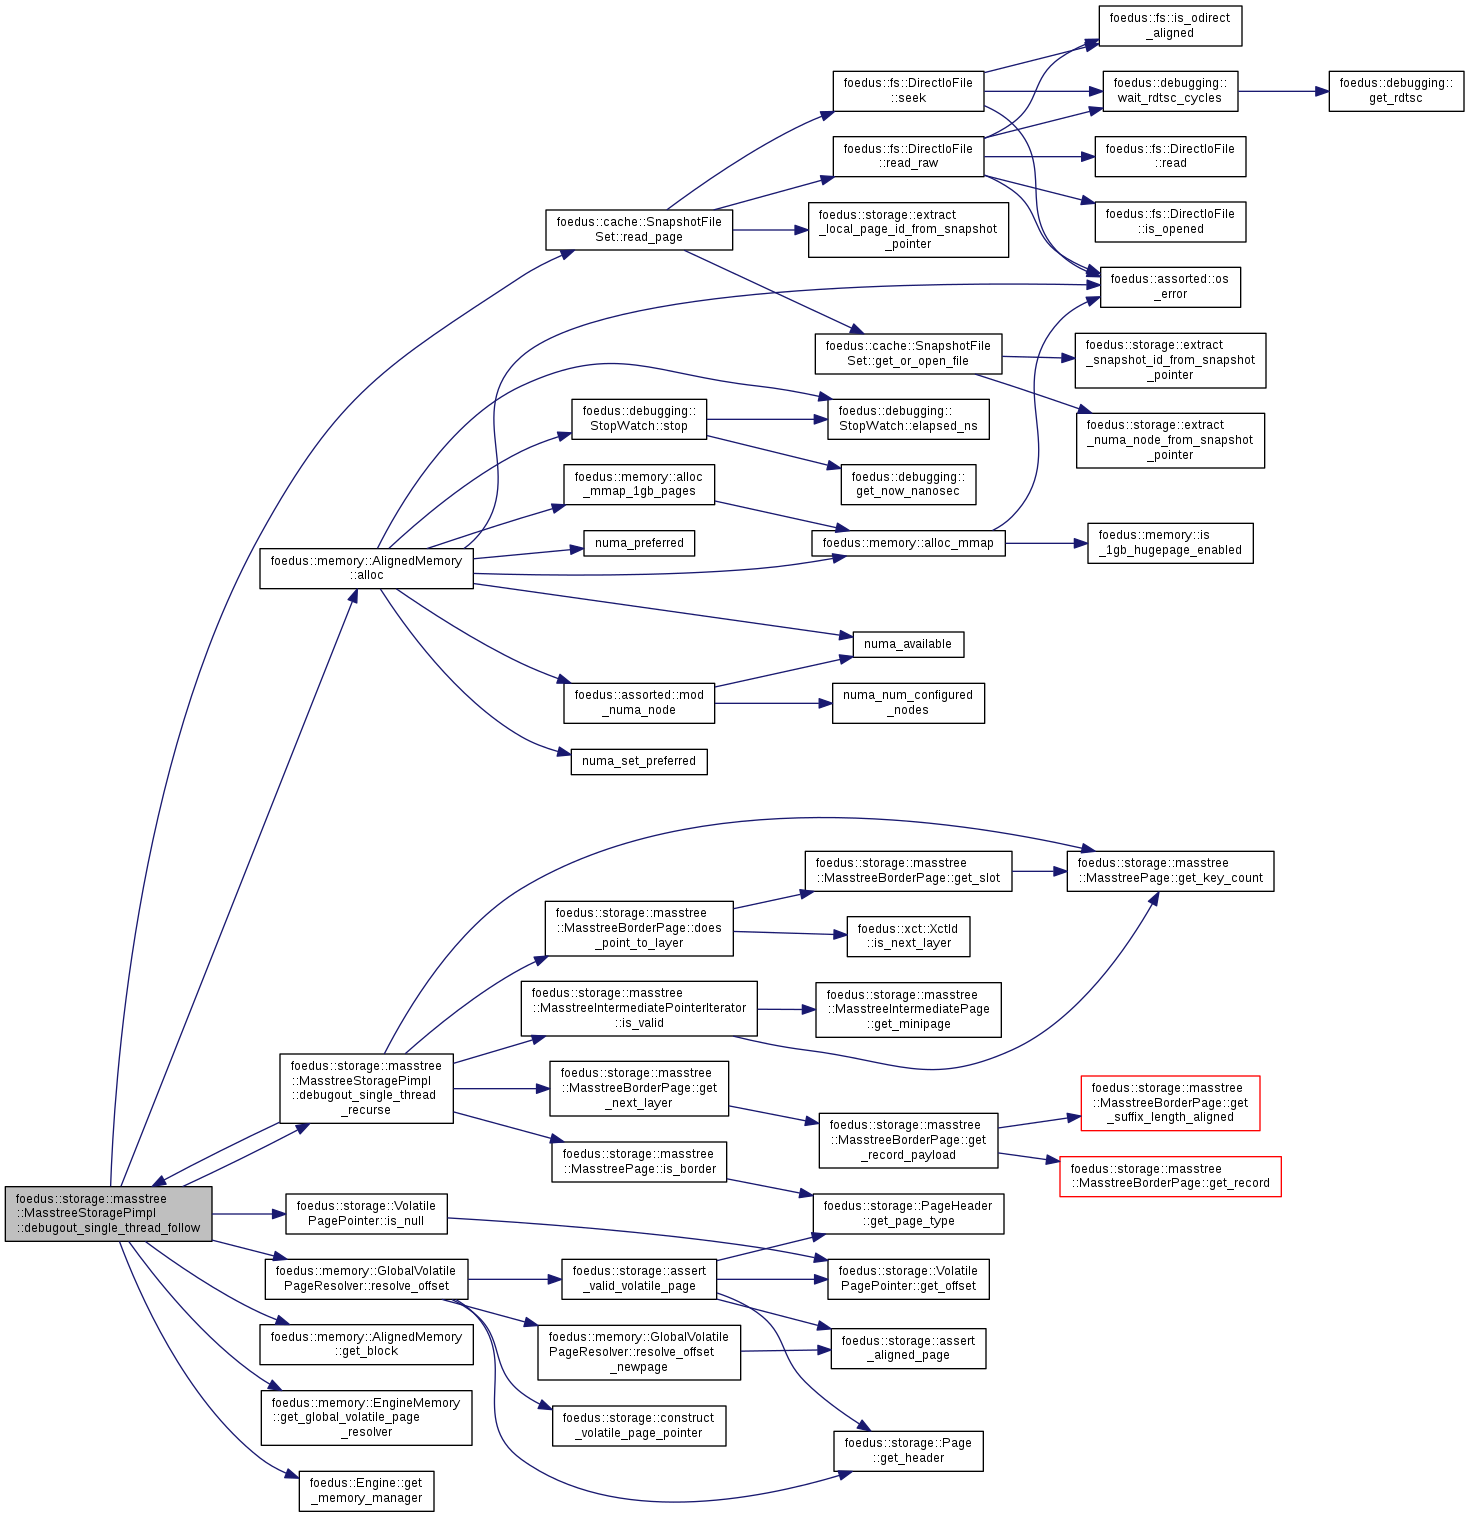 foedus::fs::is_odirect
_aligned
foedus::fs::DirectIoFile
::seek
foedus::debugging::
wait_rdtsc_cycles
foedus::debugging::
get_rdtsc
foedus::fs::DirectIoFile
::read_raw
foedus::fs::DirectIoFile
::read
foedus::cache::SnapshotFile
Set::read_page
foedus::storage::extract
_local_page_id_from_snapshot
_pointer
foedus::fs::DirectIoFile
::is_opened
foedus::assorted::os
_error
foedus::cache::SnapshotFile
Set::get_or_open_file
foedus::storage::extract
_snapshot_id_from_snapshot
_pointer
foedus::debugging::
StopWatch::stop
foedus::debugging::
StopWatch::elapsed_ns
foedus::storage::extract
_numa_node_from_snapshot
_pointer
foedus::memory::alloc
_mmap_1gb_pages
foedus::debugging::
get_now_nanosec
numa_preferred
foedus::memory::alloc_mmap
foedus::memory::is
_1gb_hugepage_enabled
foedus::memory::AlignedMemory
::alloc
numa_available
foedus::assorted::mod
_numa_node
numa_num_configured
_nodes
numa_set_preferred
foedus::storage::masstree
::MasstreeBorderPage::get_slot
foedus::storage::masstree
::MasstreePage::get_key_count
foedus::storage::masstree
::MasstreeBorderPage::does
_point_to_layer
foedus::xct::XctId
::is_next_layer
foedus::storage::masstree
::MasstreeIntermediatePointerIterator
::is_valid
foedus::storage::masstree
::MasstreeIntermediatePage
::get_minipage
foedus::storage::masstree
::MasstreeStoragePimpl
::debugout_single_thread
_recurse
foedus::storage::masstree
::MasstreeBorderPage::get
_next_layer
foedus::storage::masstree
::MasstreeBorderPage::get
_suffix_length_aligned
foedus::storage::masstree
::MasstreePage::is_border
foedus::storage::masstree
::MasstreeBorderPage::get
_record_payload
foedus::storage::masstree
::MasstreeBorderPage::get_record
foedus::storage::masstree
::MasstreeStoragePimpl
::debugout_single_thread_follow
foedus::storage::Volatile
PagePointer::is_null
foedus::storage::PageHeader
::get_page_type
foedus::memory::GlobalVolatile
PageResolver::resolve_offset
foedus::storage::assert
_valid_volatile_page
foedus::storage::Volatile
PagePointer::get_offset
foedus::memory::AlignedMemory
::get_block
foedus::memory::GlobalVolatile
PageResolver::resolve_offset
_newpage
foedus::storage::assert
_aligned_page
foedus::memory::EngineMemory
::get_global_volatile_page
_resolver
foedus::storage::construct
_volatile_page_pointer
foedus::storage::Page
::get_header
foedus::Engine::get
_memory_manager